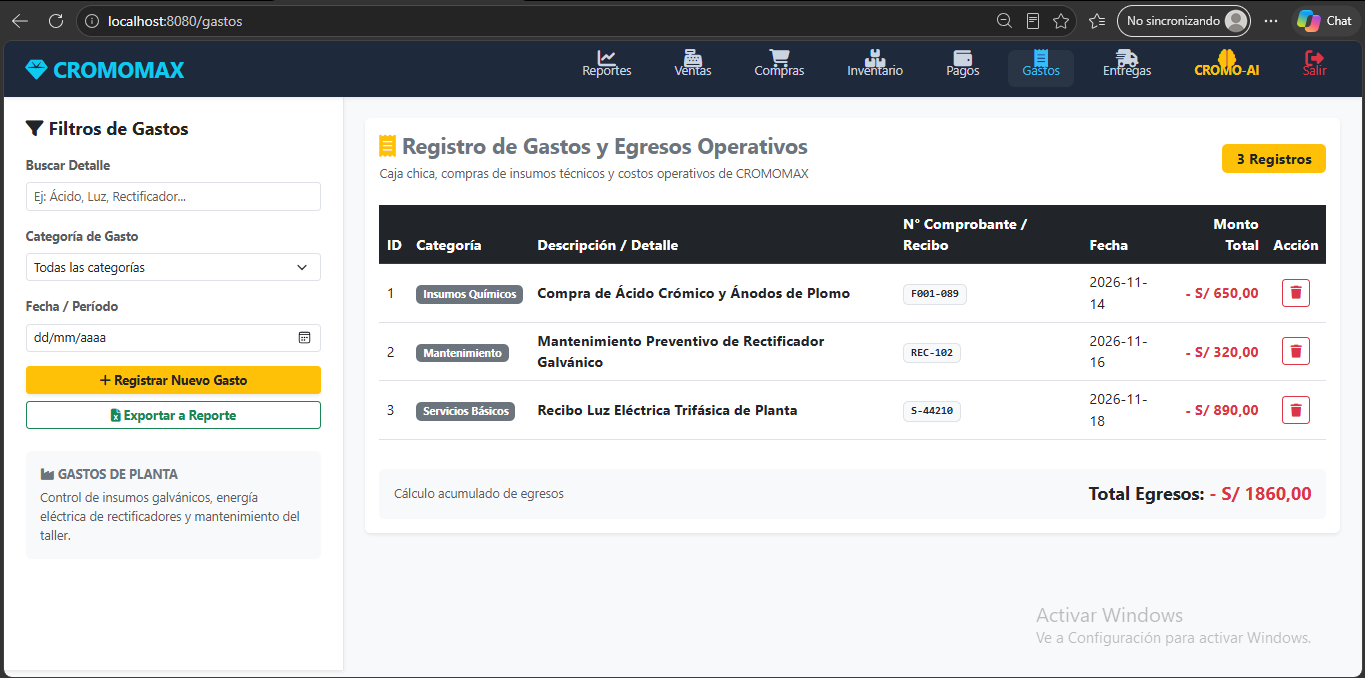 localhost:8080/gastos
No sincronizando
Chat
CROMOMAX
Reportes
Ventas
Compras
Inventario
Pagos
Gastos
Entregas
CROMO-AI
Salir
Filtros de Gastos
Buscar Detalle
Ej: Ácido, Luz, Rectificador...
Categoría de Gasto
Todas las categorías
Fecha / Período
dd/mm/aaaa
+ Registrar Nuevo Gasto
Exportar a Reporte
GASTOS DE PLANTA
Control de insumos galvánicos, energía
eléctrica de rectificadores y mantenimiento del
taller.
Registro de Gastos y Egresos Operativos
Caja chica, compras de insumos técnicos y costos operativos de CROMOMAX
3 Registros
ID Categoría Descripción / Detalle N° Comprobante / Recibo Fecha Monto Total Acción
1 Insumos Químicos Compra de Ácido Crómico y Ánodos de Plomo F001-089 2026-11-14 - S/ 650,00
2 Mantenimiento Mantenimiento Preventivo de Rectificador Galvánico REC-102 2026-11-16 - S/ 320,00
3 Servicios Básicos Recibo Luz Eléctrica Trifásica de Planta S-44210 2026-11-18 - S/ 890,00
Cálculo acumulado de egresos
Total Egresos: - S/ 1860,00
Activar Windows
Ve a Configuración para activar Windows.